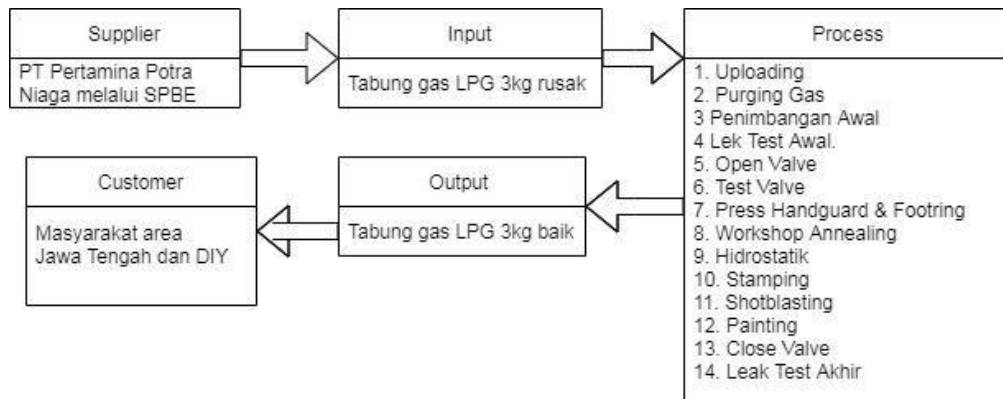 Supplier
PT Pertamina Potra
Niaga melalui SPBE
Input
Tabung gas LPG 3kg rusak
Process
1. Uploading
2. Purging Gas
3 Penimbangan Awal
4 Lek Test Awal.
5. Open Valve
6. Test Valve
7. Press Handguard & Footring
8. Workshop Annealing
9. Hidrostatik
10. Stamping
11. Shotblasting
12. Painting
13. Close Valve
14. Leak Test Akhir
Output
Tabung gas LPG 3kg baik
Customer
Masyarakat area
Jawa Tengah dan DIY